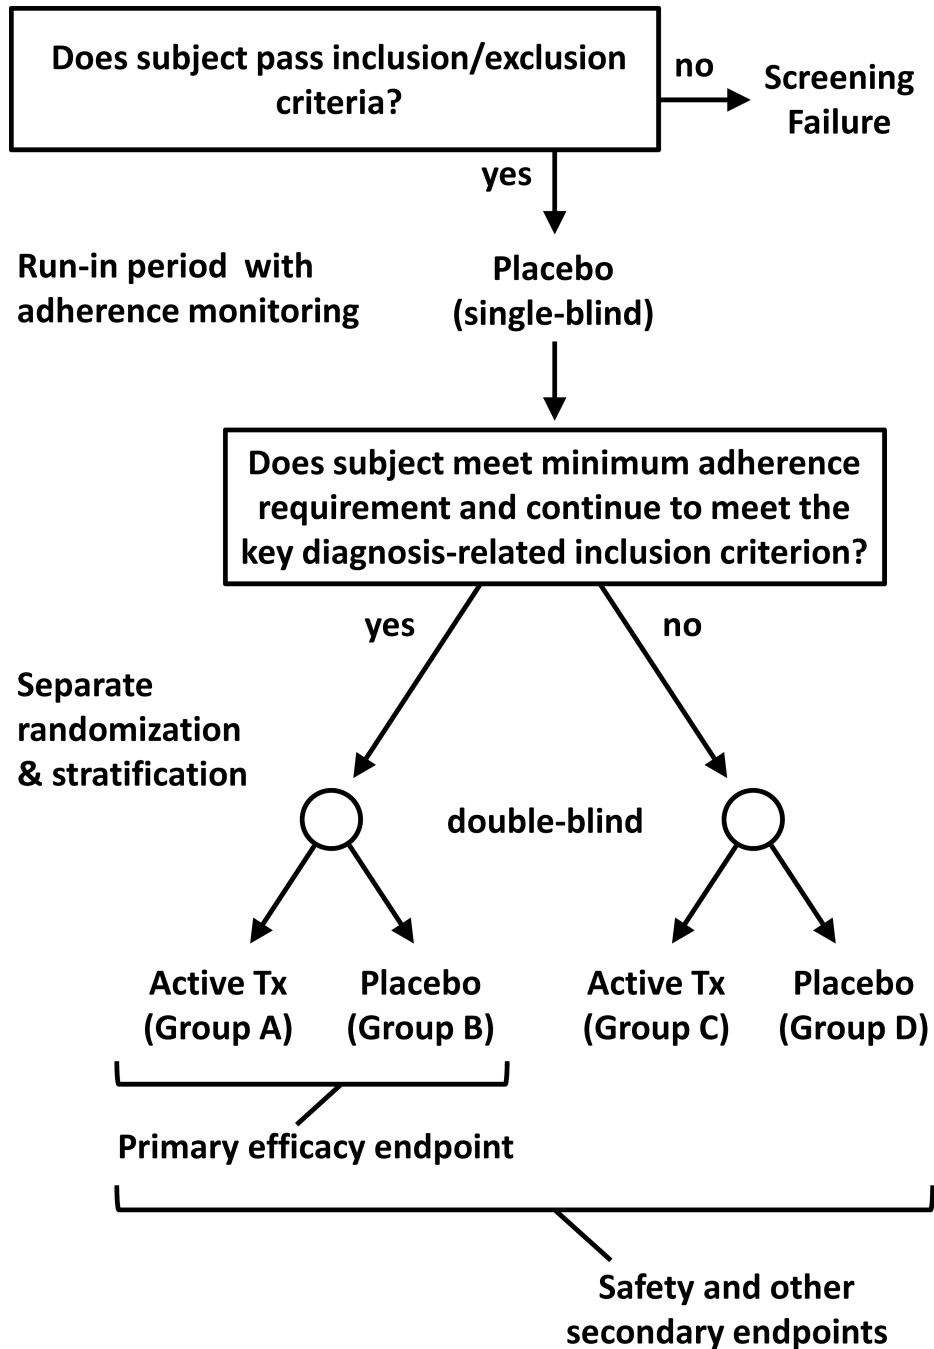 Does subject pass inclusion/exclusion
criteria?
no
Screening
Failure
yes
Run-in period with
adherence monitoring
Placebo
(single-blind)
Does subject meet minimum adherence
requirement and continue to meet the
key diagnosis-related inclusion criterion?
yes
no
Separate
randomization
& stratification
double-blind
Active Tx
(Group A)
Placebo
(Group B)
Active Tx
(Group C)
Placebo
(Group D)
Primary efficacy endpoint
Safety and other
secondary endpoints